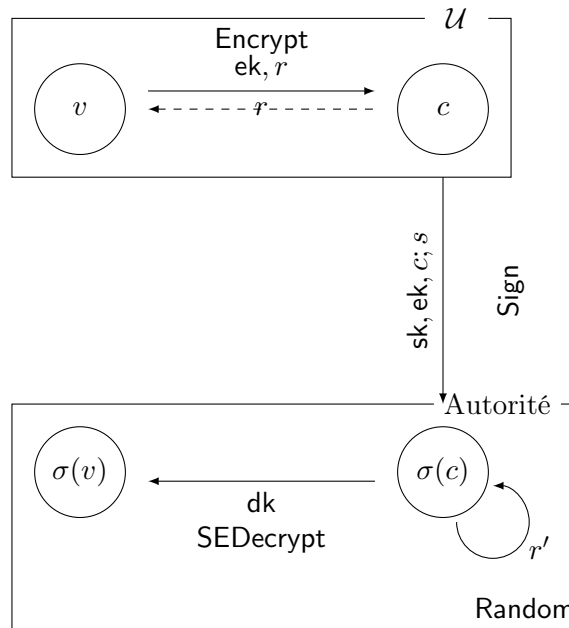 𝒰
Encrypt
ek, r
v
r
c
sk, ek, c; s
Sign
Autorité
σ(v)
σ(c)
dk
SEDecrypt
r′
Random